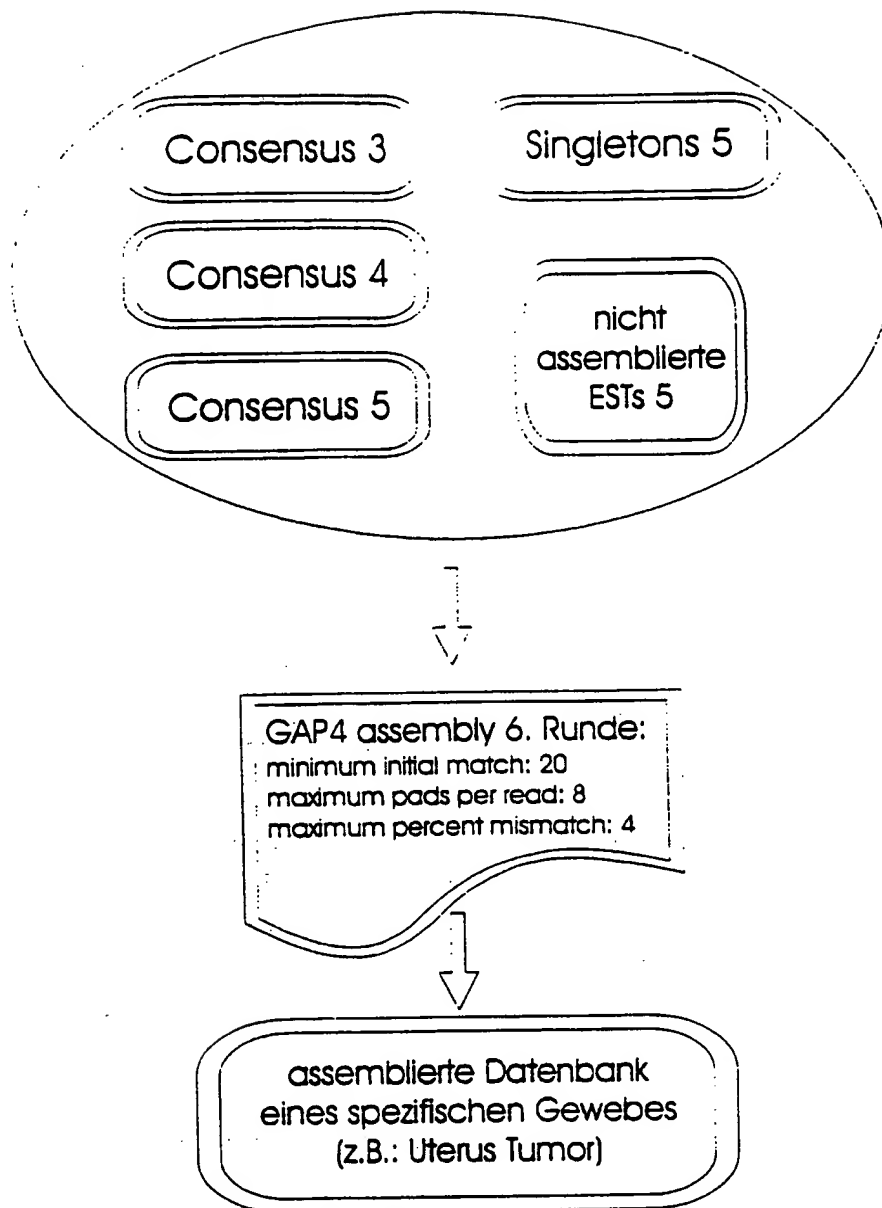 Consensus 3
Singletons 5
Consensus 4
nicht
assemblierte
ESTs 5
Consensus 5
GAP4 assembly 6. Runde:
minimum initial match: 20
maximum pads per read: 8
maximum percent mismatch: 4
assemblierte Datenbank
eines spezifischen Gewebes
(z.B.: Uterus Tumor)